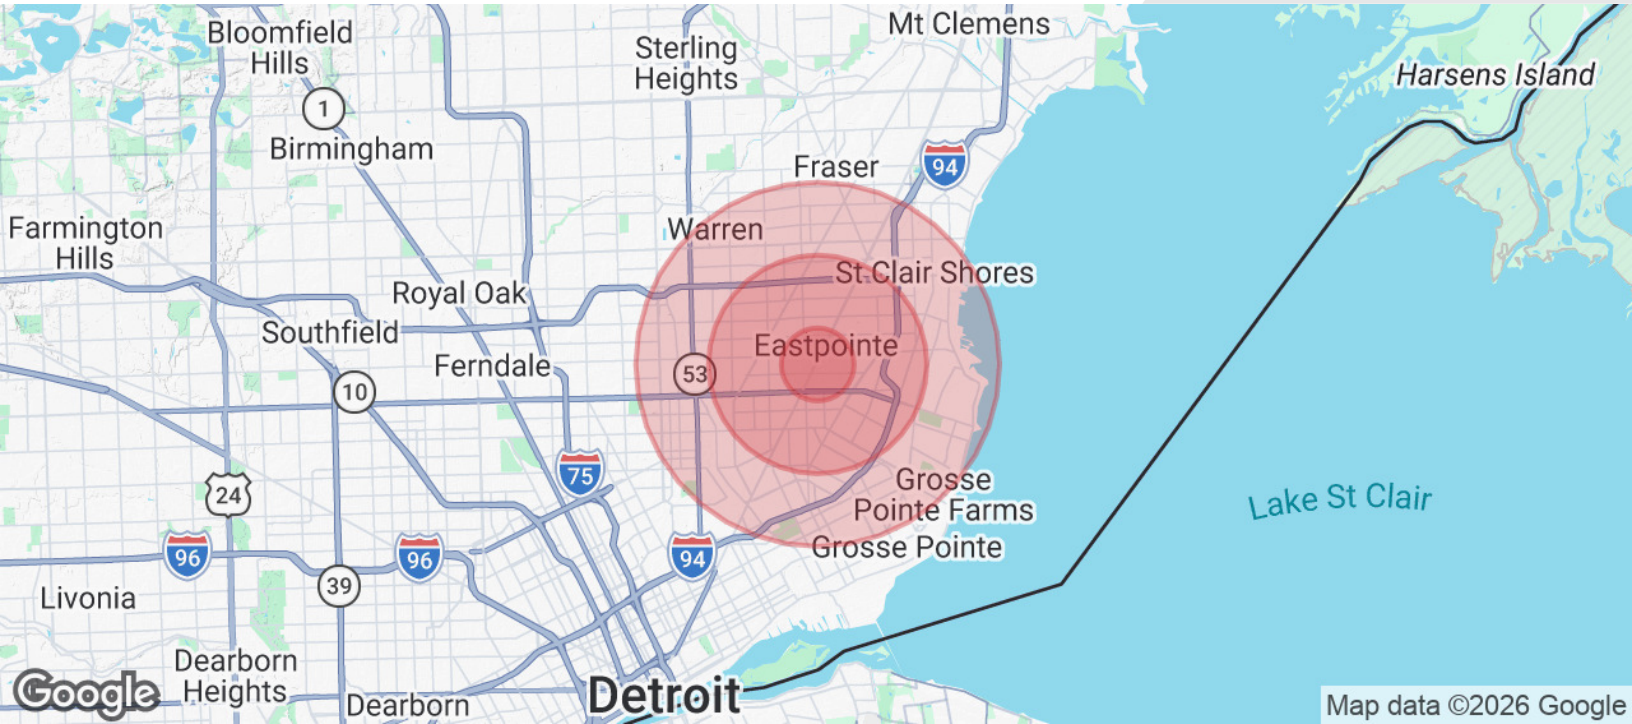 Bloomfield
Hills
Sterling
Heights
Mt Clemens
Harsens Island
1
Birmingham
Fraser
94
Farmington
Hills
Warren
St Clair Shores
Royal Oak
Southfield
Eastpointe
Ferndale
53
10
75
24
Grosse
Pointe Farms
Lake St Clair
Grosse Pointe
96
96
94
39
Livonia
Dearborn
Heights
Detroit
Dearborn
Google
Map data ©2026 Google